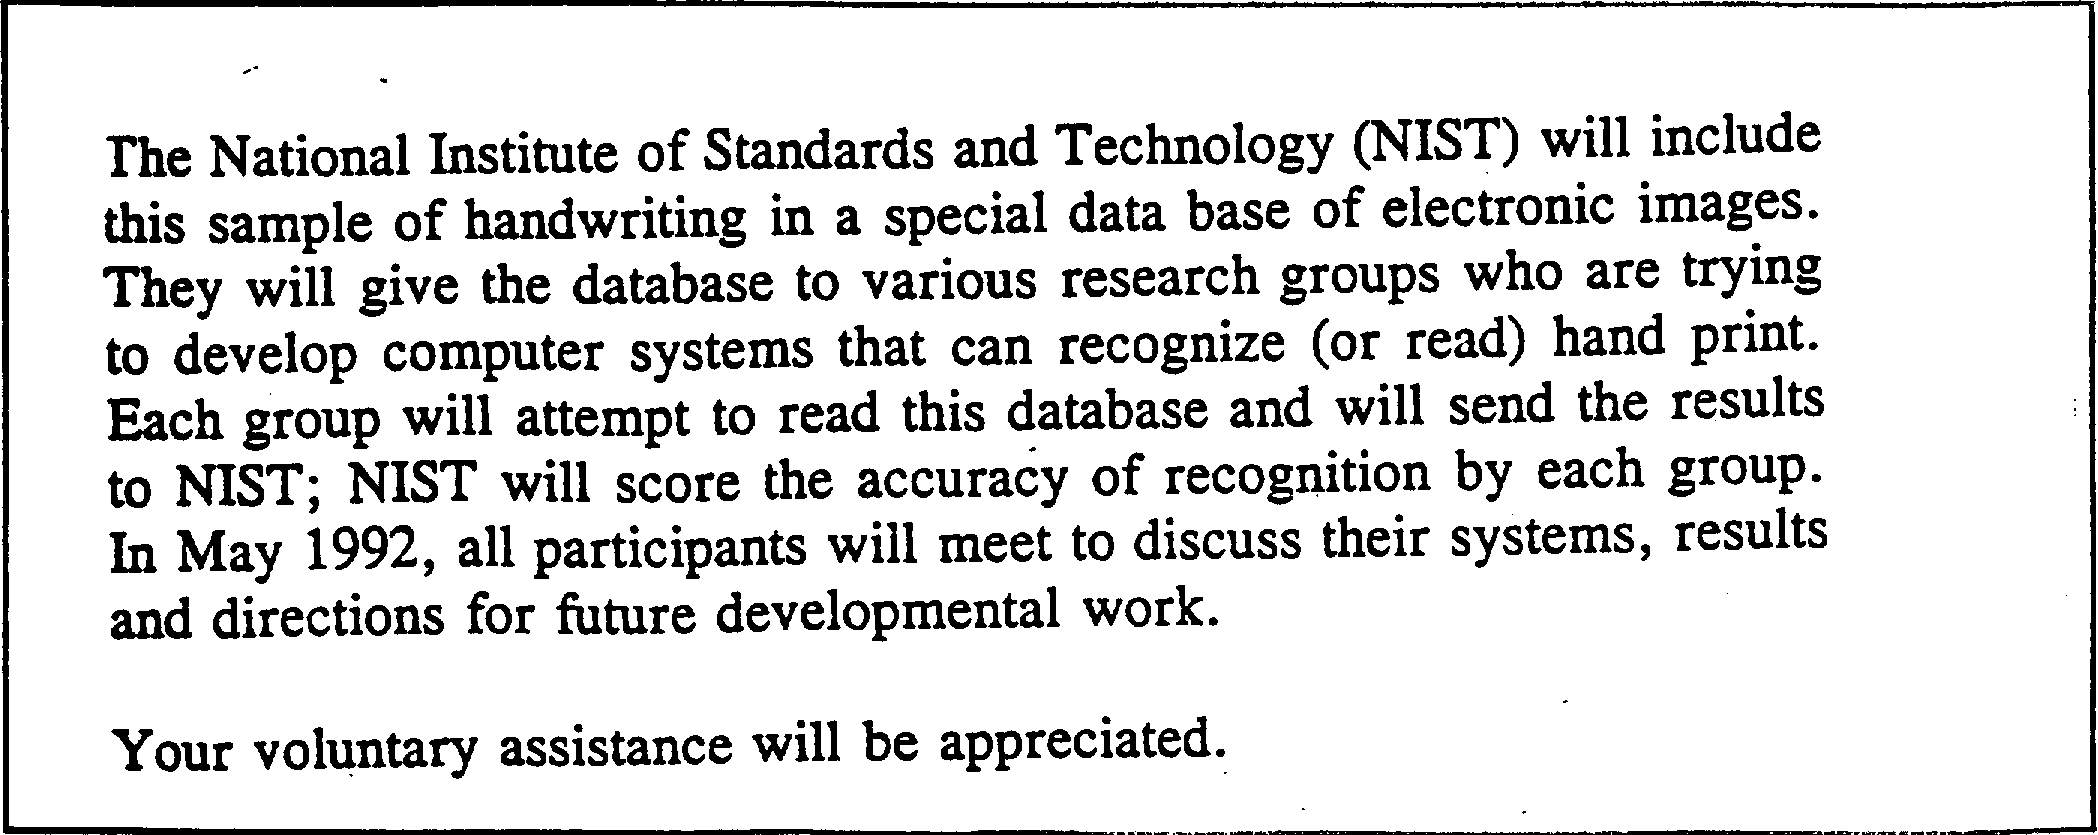 The National Institute of Standards and Technology (NIST) will include
this sample of handwriting in a special data base of electronic images.
They will give the database to various research groups who are trying
to develop computer systems that can recognize (or read) hand print.
Each group will attempt to read this database and will send the results
to NIST; NIST will score the accuracy of recognition by each group.
In May 1992, all participants will meet to discuss their systems, results
and directions for future developmental work.
Your voluntary assistance will be appreciated.